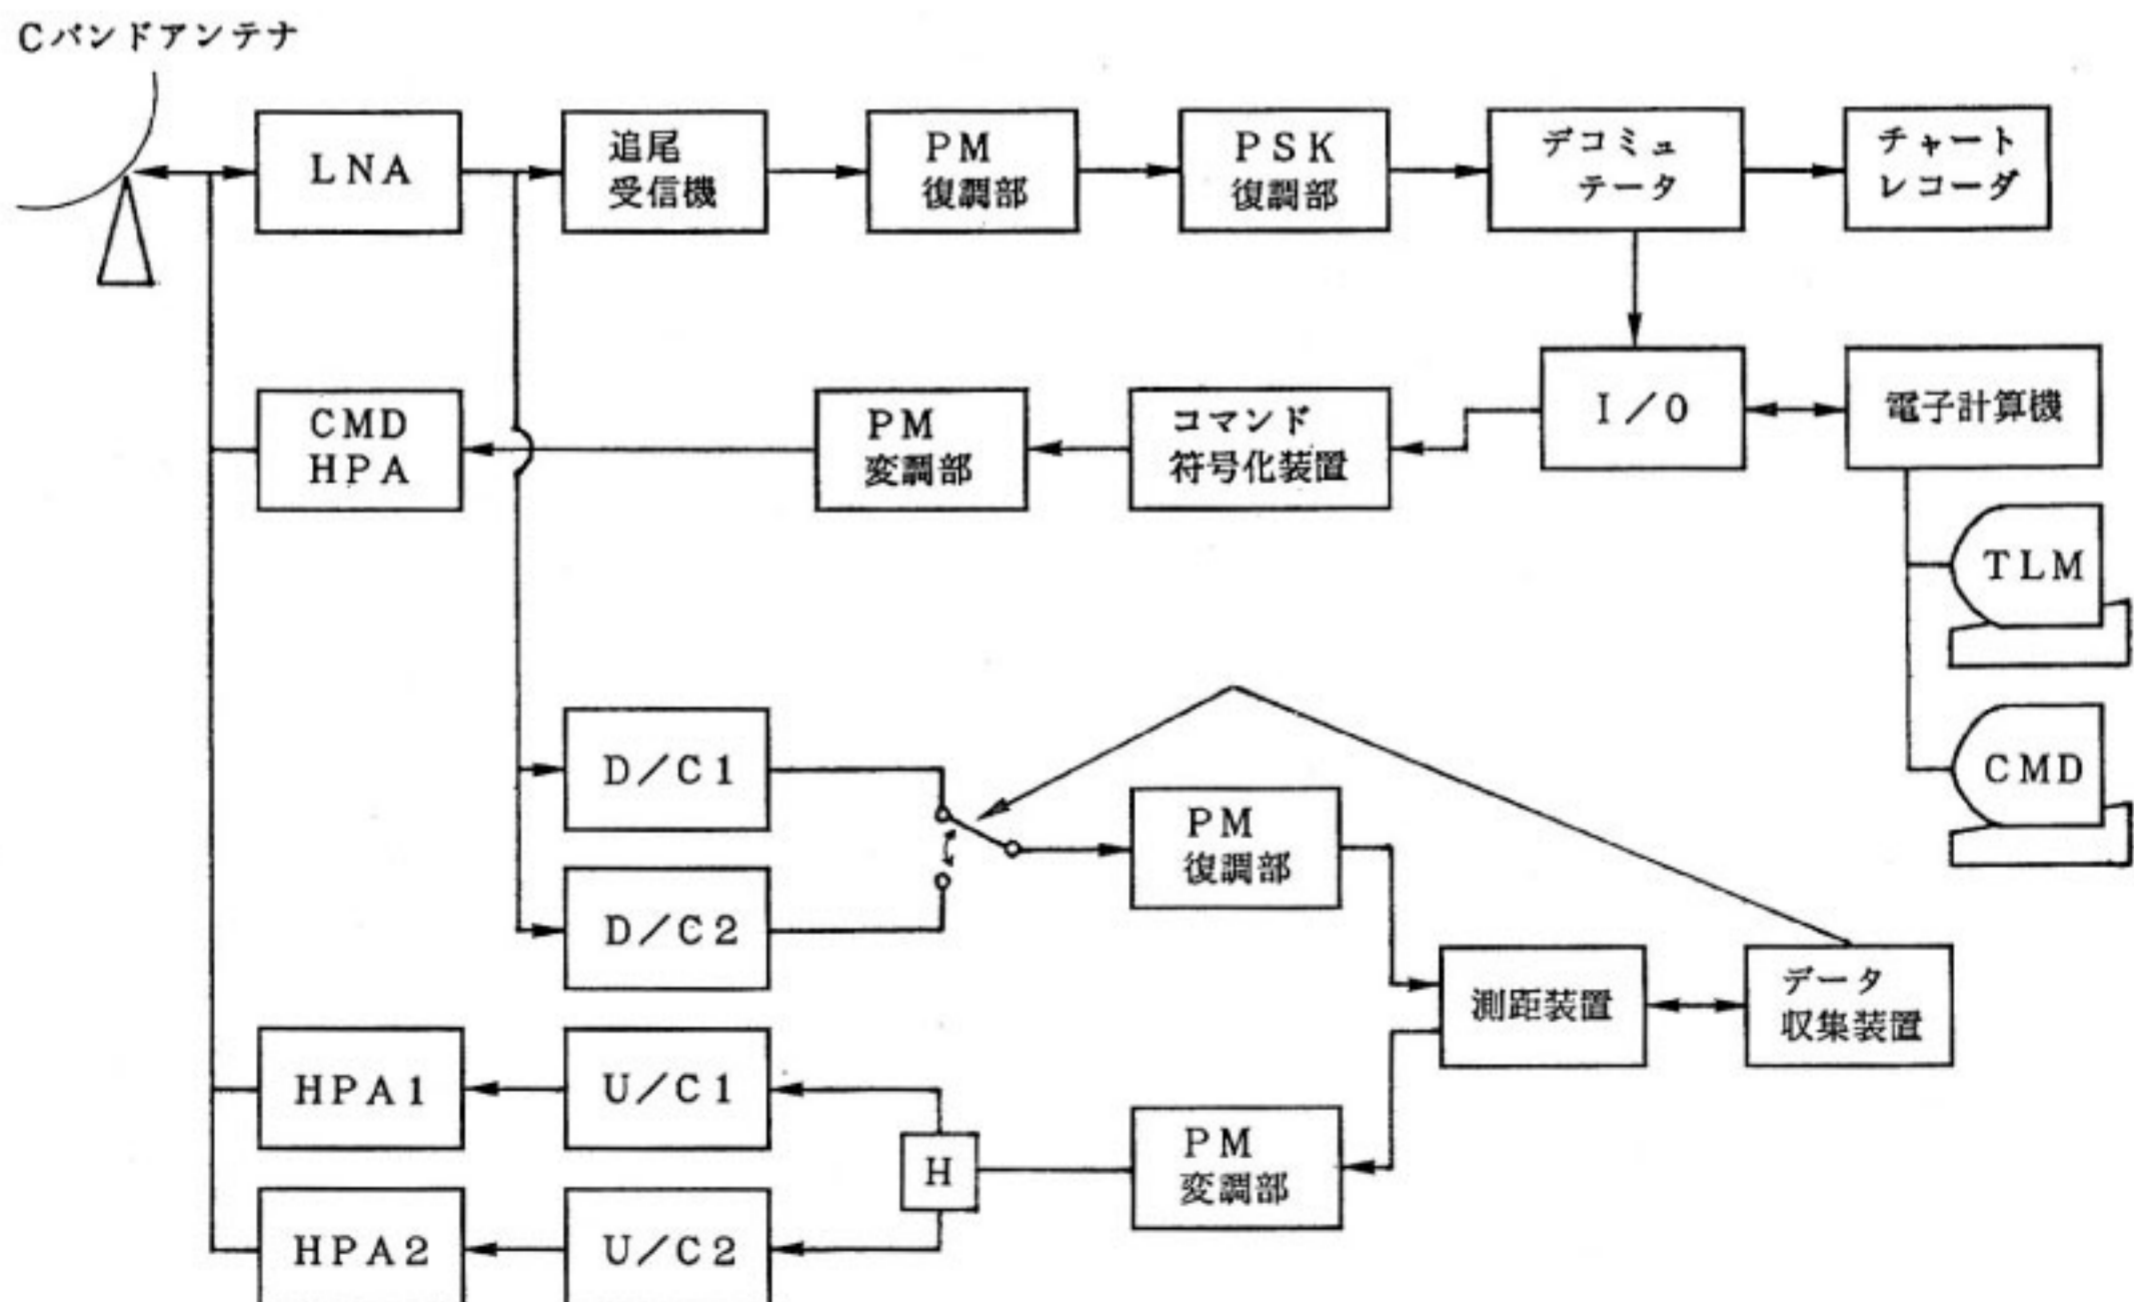 Cバンドアンテナ
LNA
追尾
受信機
PM
復調部
PSK
復調部
デコミュ
テータ
チャート
レコーダ
CMD
HPA
PM
変調部
コマンド
符号化装置
I/O
電子計算機
TLM
CMD
D/C1
D/C2
PM
復調部
測距装置
データ
収集装置
HPA1
U/C1
H
PM
変調部
HPA2
U/C2